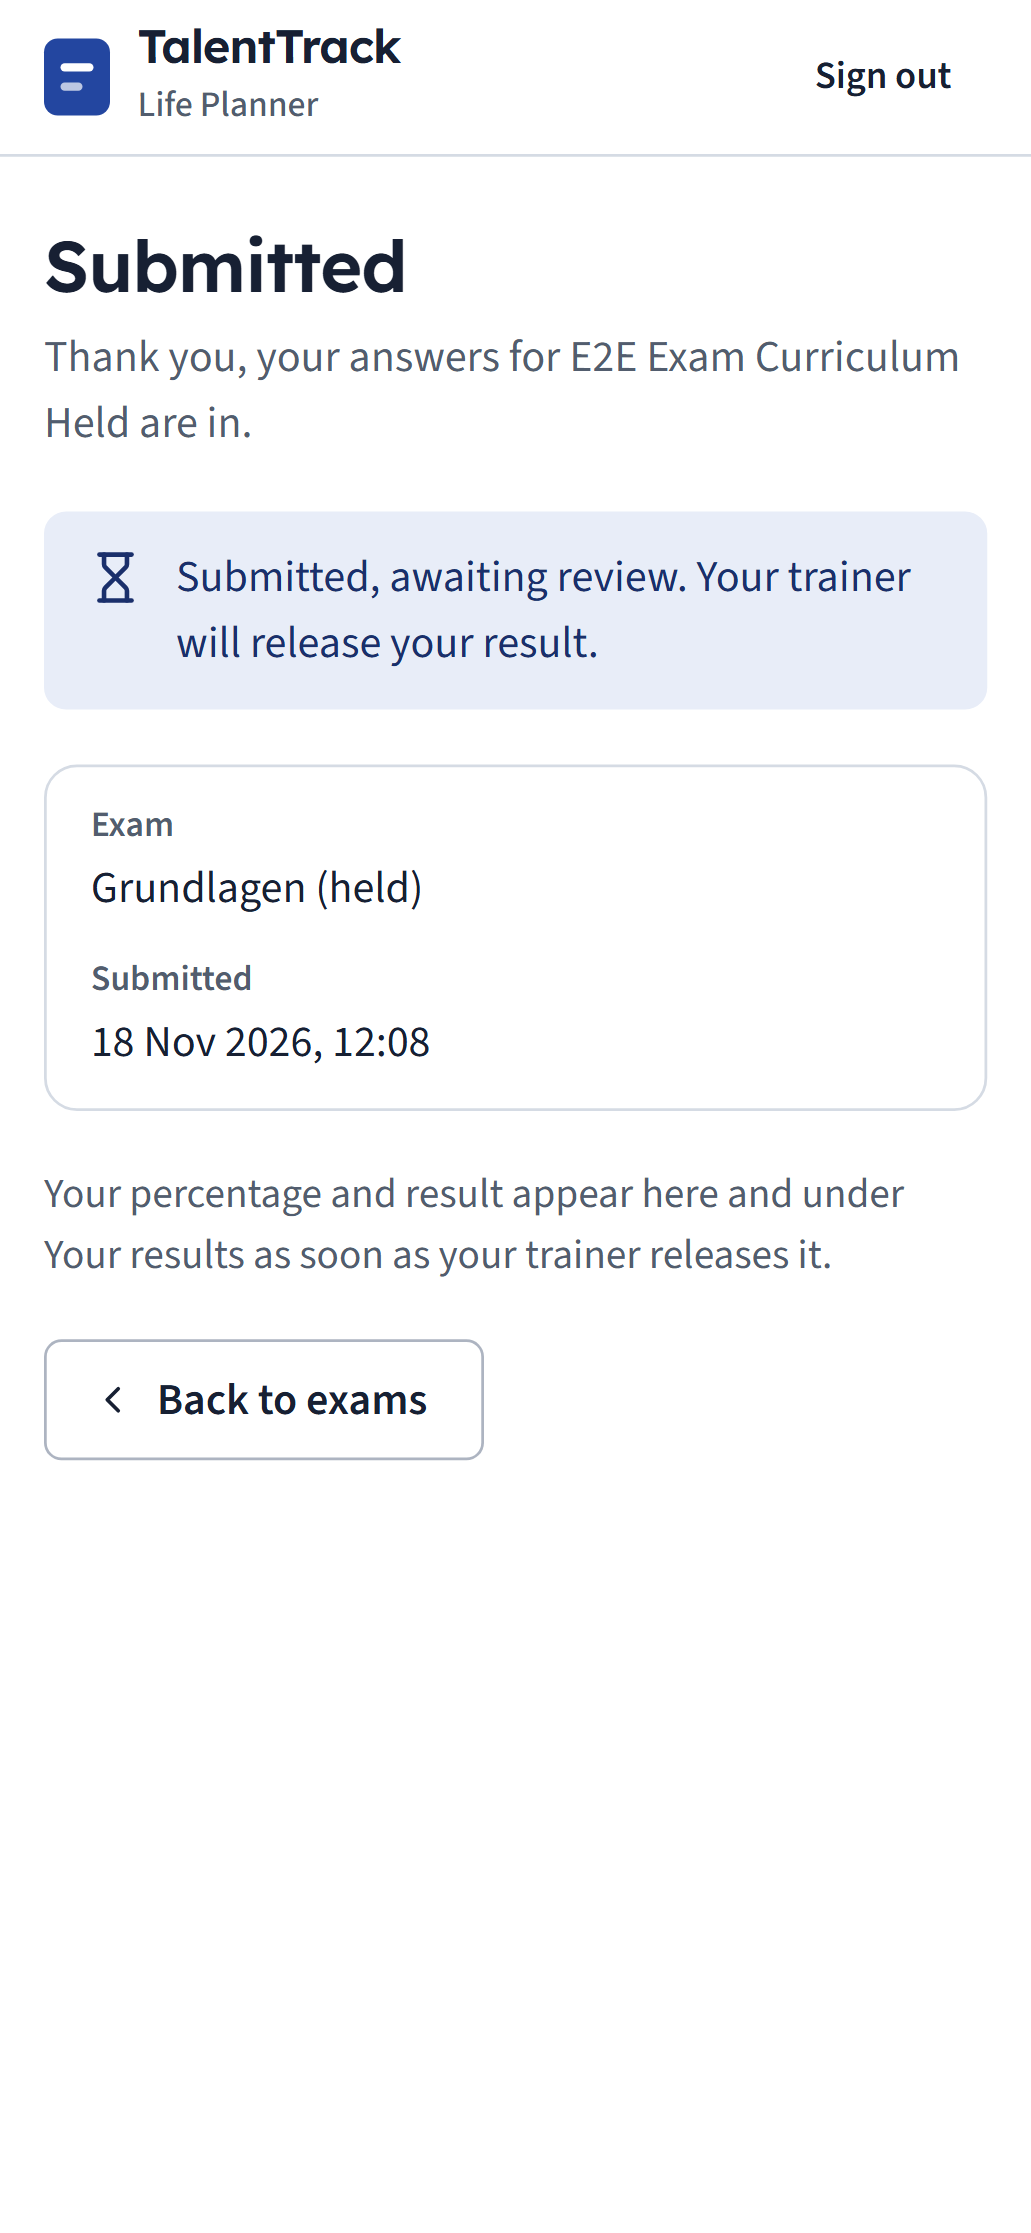 TalentTrack
Life Planner
Sign out
Submitted
Thank you, your answers for E2E Exam Curriculum
Held are in.
Submitted, awaiting review. Your trainer
will release your result.
Exam
Grundlagen (held)
Submitted
18 Nov 2026, 12:08
Your percentage and result appear here and under
Your results as soon as your trainer releases it.
Back to exams